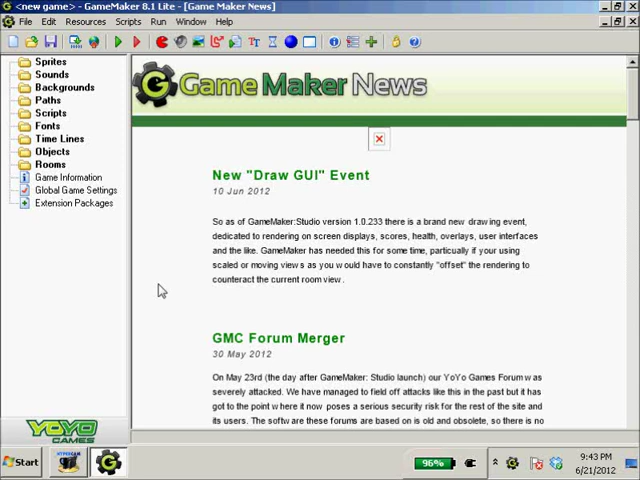 <new game> - GameMaker 8.1 Lite - [Game Maker News]
File Edit Resources Scripts Run Window Help
Sprites
Sounds
Backgrounds
Paths
Scripts
Fonts
Time Lines
Objects
Rooms
Game Information
Global Game Settings
Extension Packages
Game Maker News
New "Draw GUI" Event
10 Jun 2012
So as of GameMaker:Studio version 1.0.233 there is a brand new drawing event,
dedicated to rendering on screen displays, scores, health, overlays, user interfaces
and the like. GameMaker has needed this for some time, particually if your using
scaled or moving views as you would have to constantly "offset" the rendering to
counteract the current room view.
GMC Forum Merger
30 May 2012
On May 23rd (the day after GameMaker: Studio launch) our YoYo Games Forum was
severely attacked. We have managed to field off attacks like this in the past but it has
got to the point where it now poses a serious security risk for the rest of the site and
its users. The software these forums are based on is old and obsolete, so there is no
YOYO
GAMES
Start
HYPERCAM
96%
9:43 PM
6/21/2012